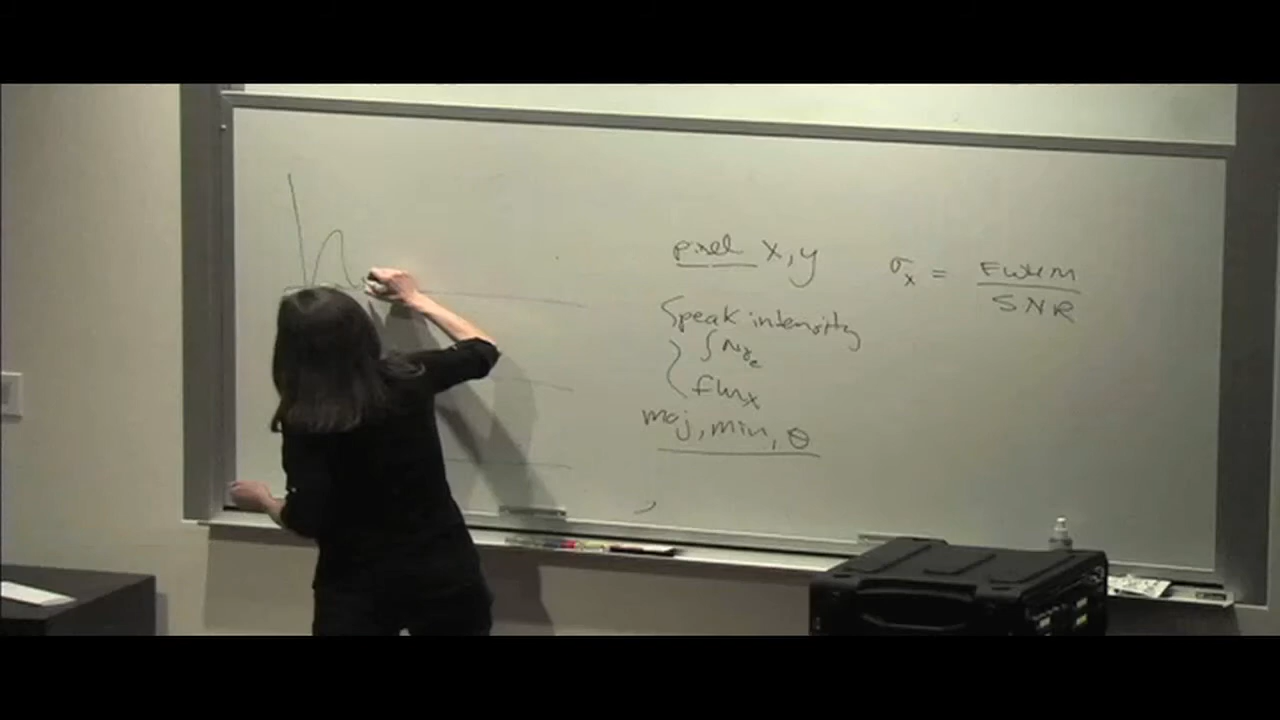 pixel x, y
σx = FWHM / SNR
peak intensity
∫ Nγe
flux
maj, min, θ